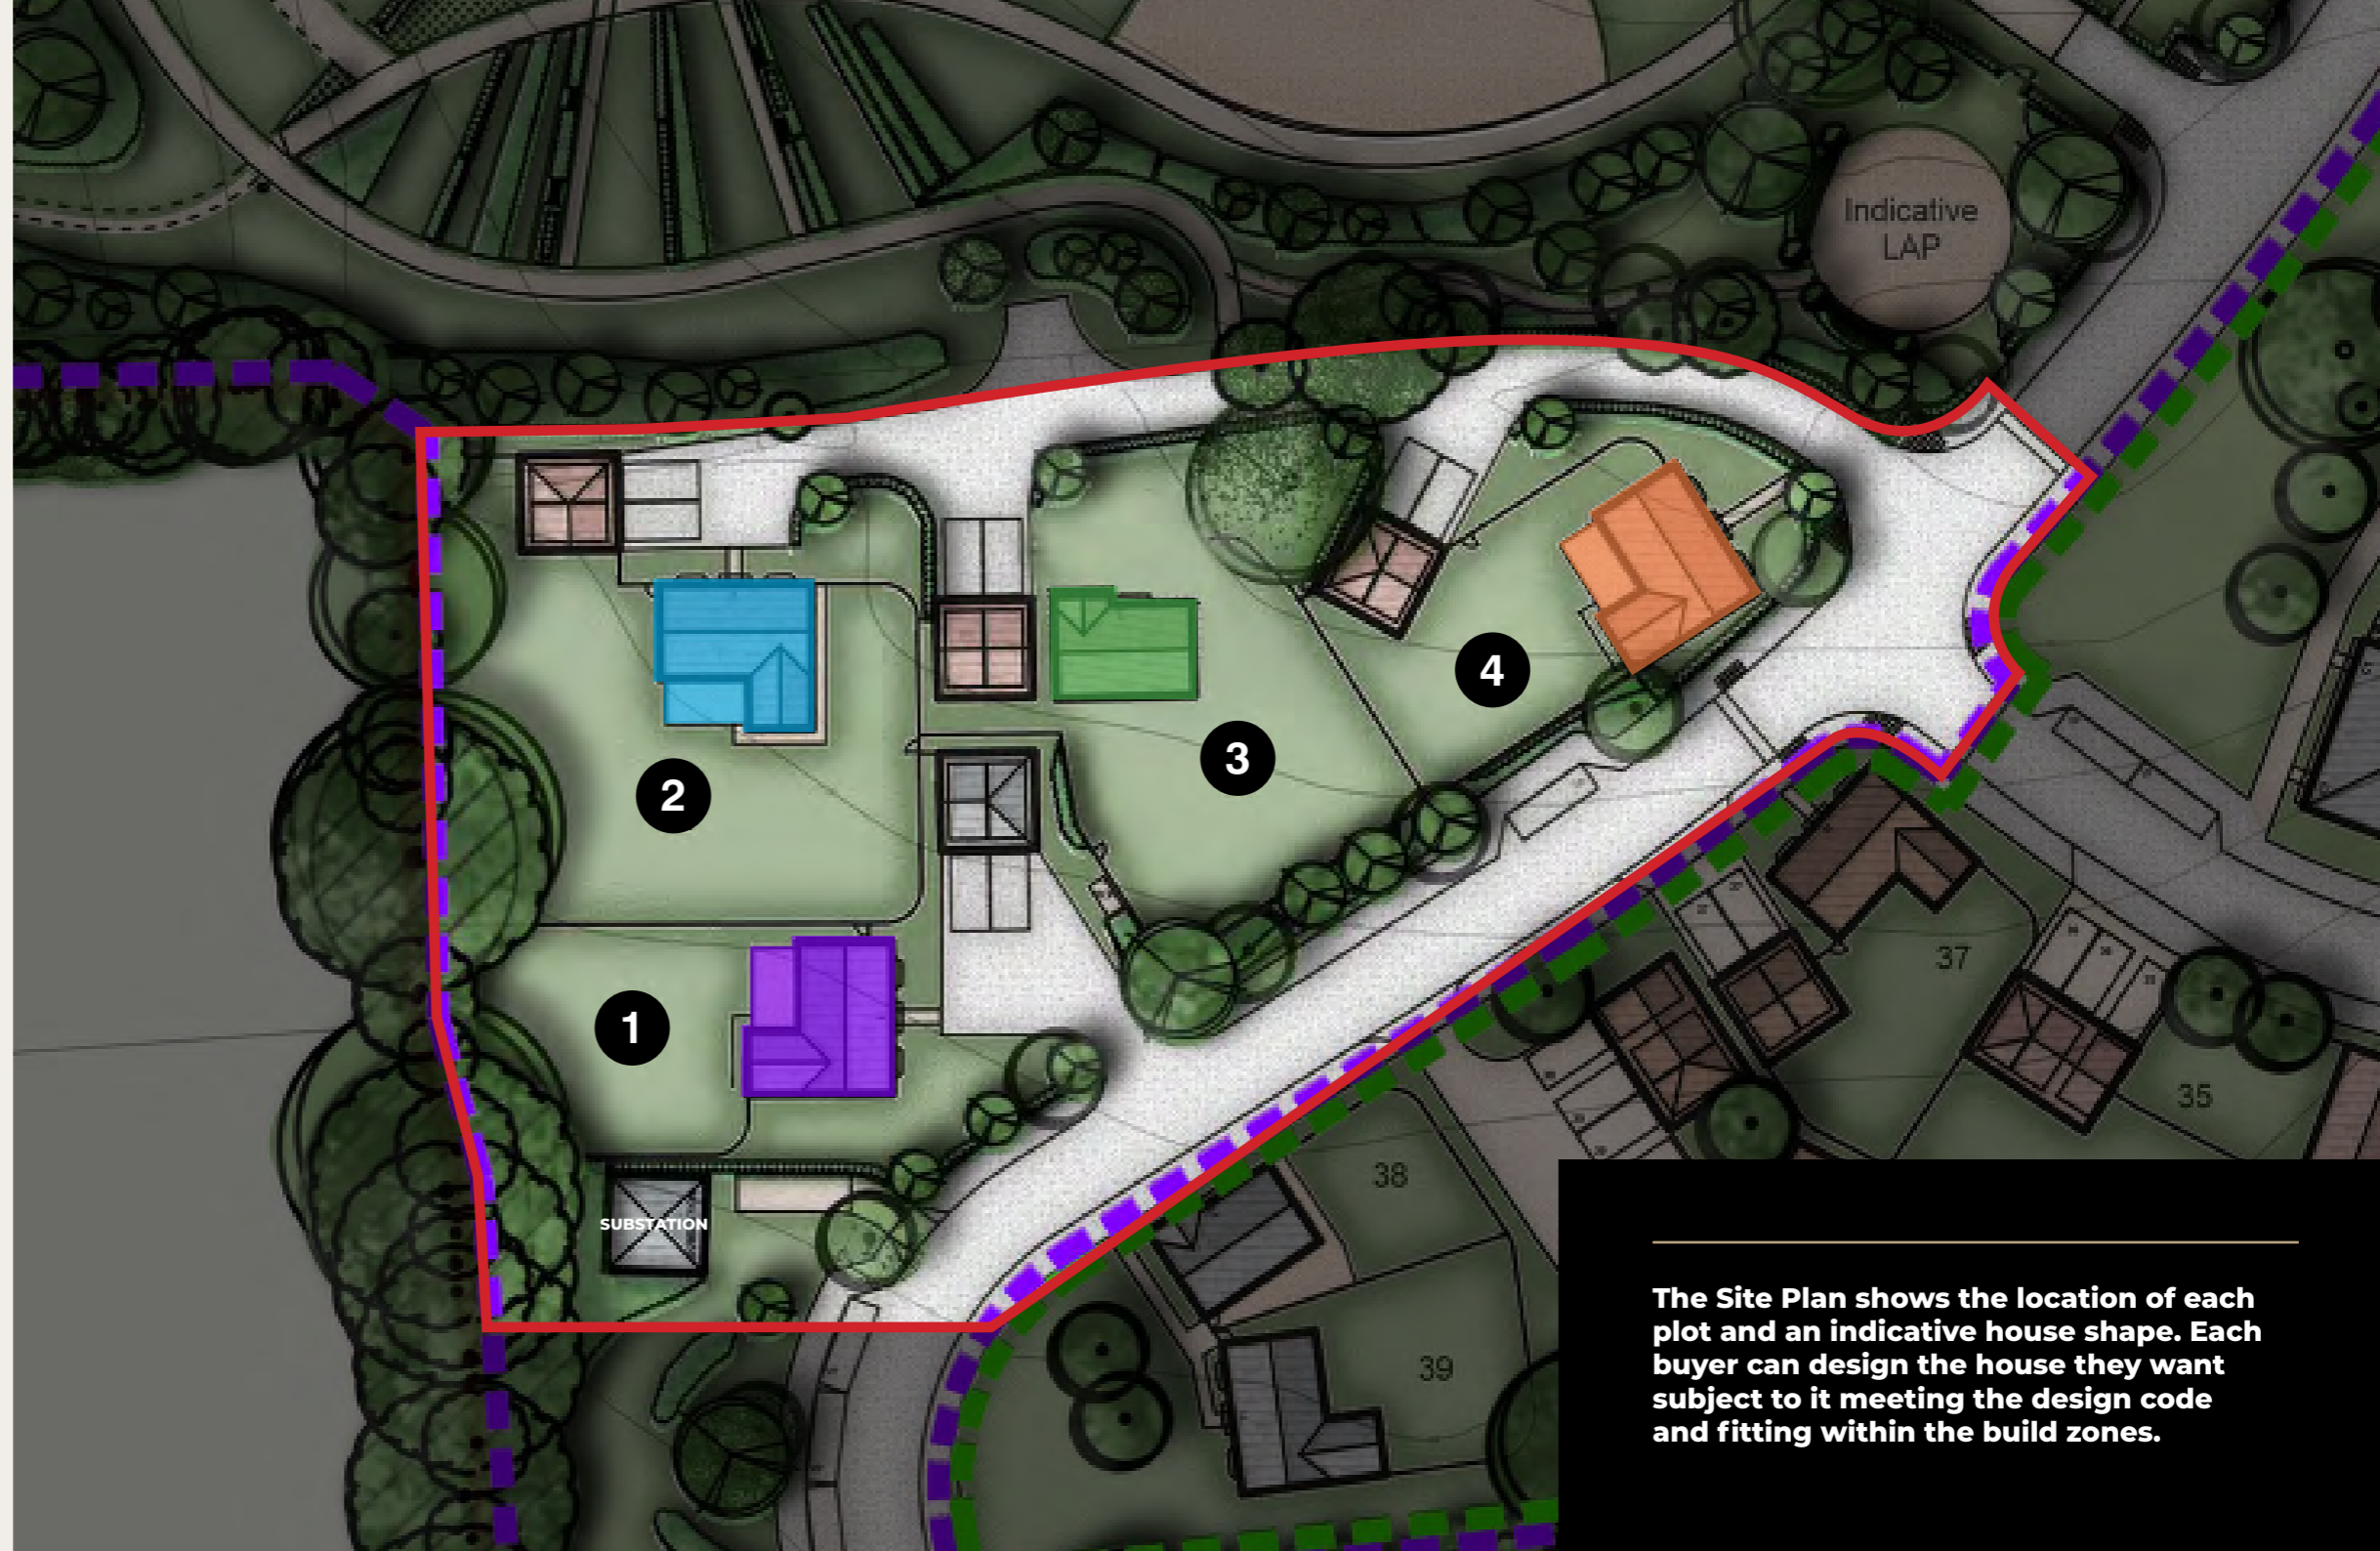 Indicative
LAP
4
3
2
1
37
35
SUBSTATION
38
39
The Site Plan shows the location of each
plot and an indicative house shape. Each
buyer can design the house they want
subject to it meeting the design code
and fitting within the build zones.